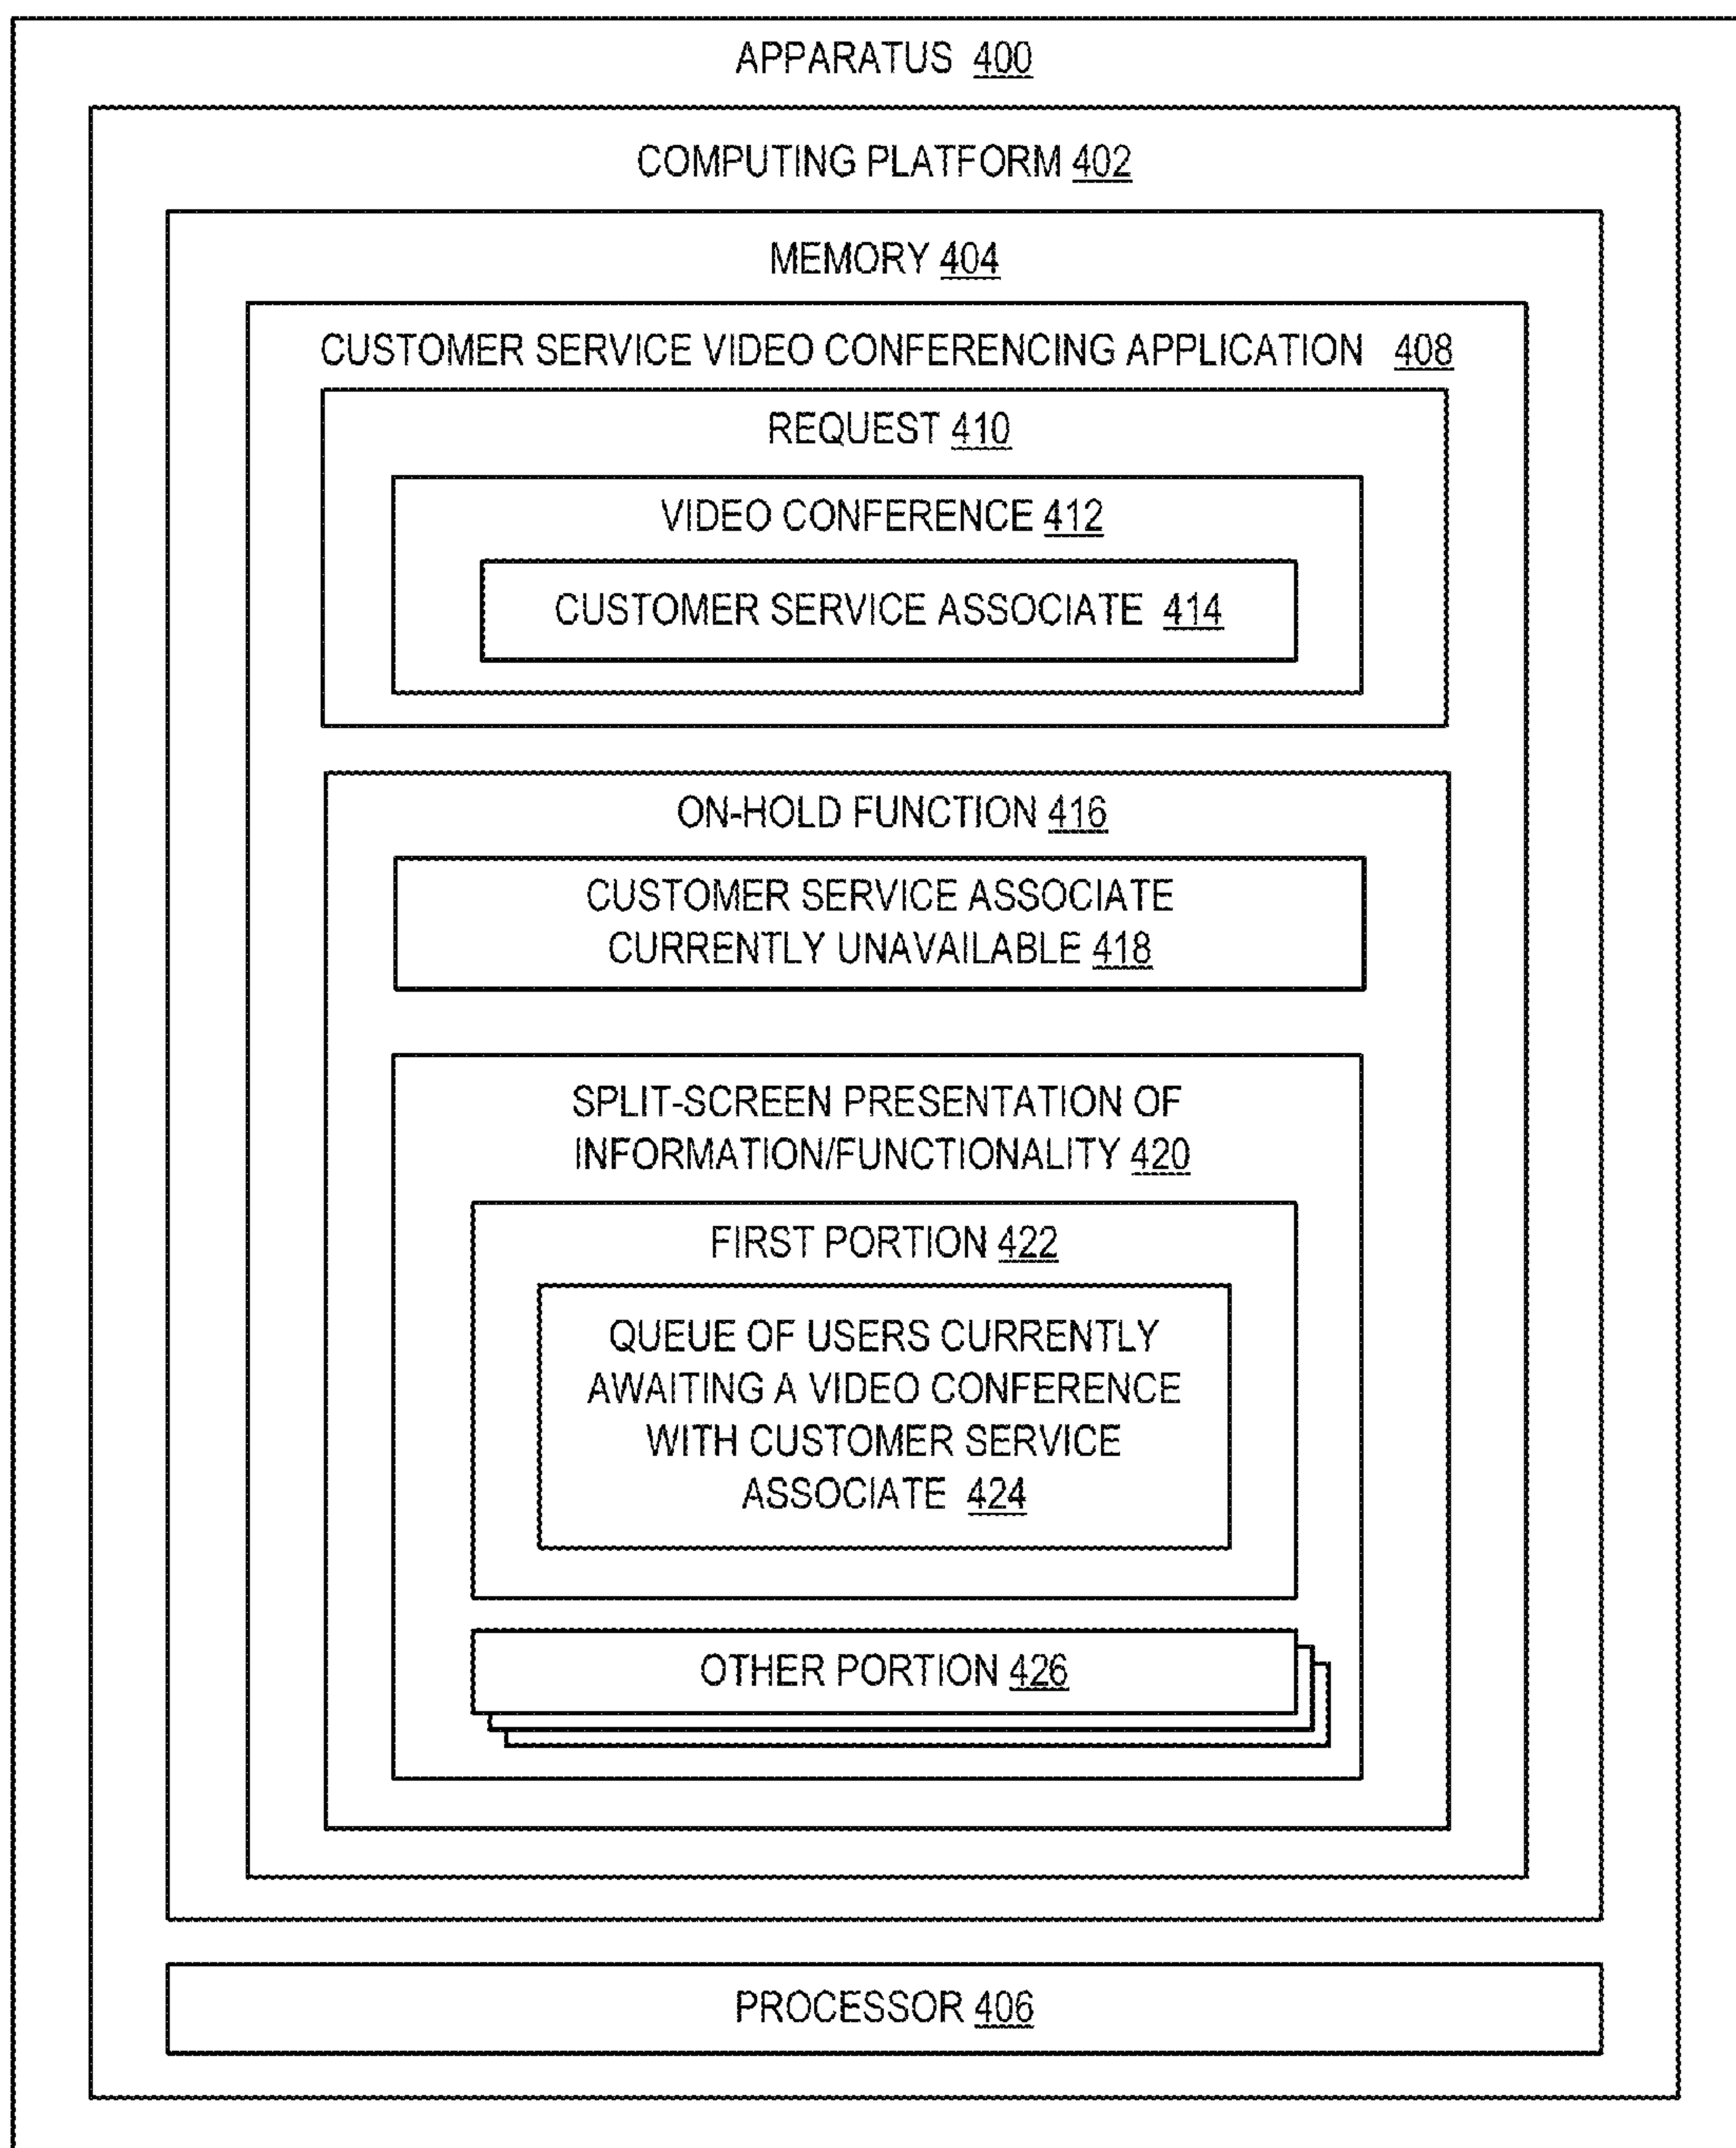 APPARATUS 400
COMPUTING PLATFORM 402
MEMORY 404
CUSTOMER SERVICE VIDEO CONFERENCING APPLICATION 408
REQUEST 410
VIDEO CONFERENCE 412
CUSTOMER SERVICE ASSOCIATE 414
ON-HOLD FUNCTION 416
CUSTOMER SERVICE ASSOCIATE
CURRENTLY UNAVAILABLE 418
SPLIT-SCREEN PRESENTATION OF
INFORMATION/FUNCTIONALITY 420
FIRST PORTION 422
QUEUE OF USERS CURRENTLY
AWAITING A VIDEO CONFERENCE
WITH CUSTOMER SERVICE
ASSOCIATE 424
OTHER PORTION 426
PROCESSOR 406